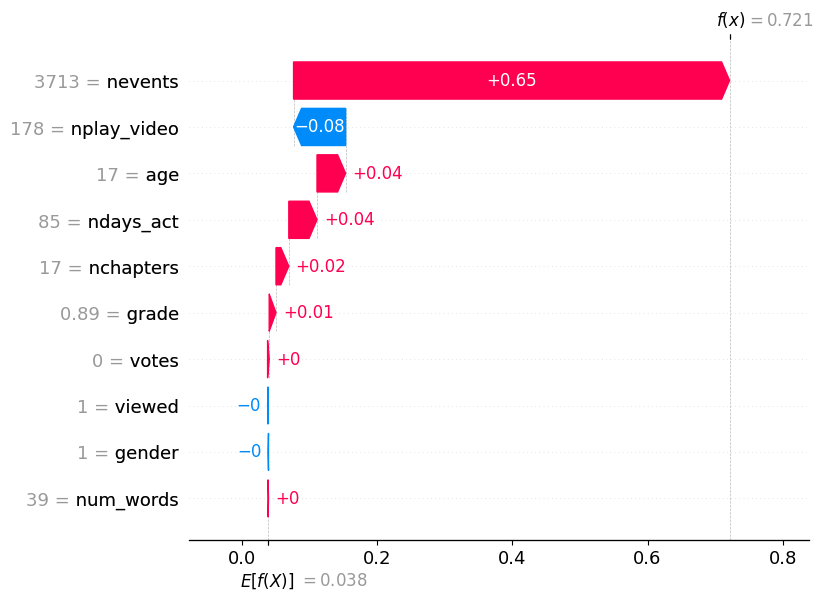 f(x) = 0.721
3713 = nevents +0.65
178 = nplay_video −0.08
17 = age +0.04
85 = ndays_act +0.04
17 = nchapters +0.02
0.89 = grade +0.01
0 = votes +0
1 = viewed −0
1 = gender −0
39 = num_words +0
0.0 0.2 0.4 0.6 0.8
E[f(X)] = 0.038